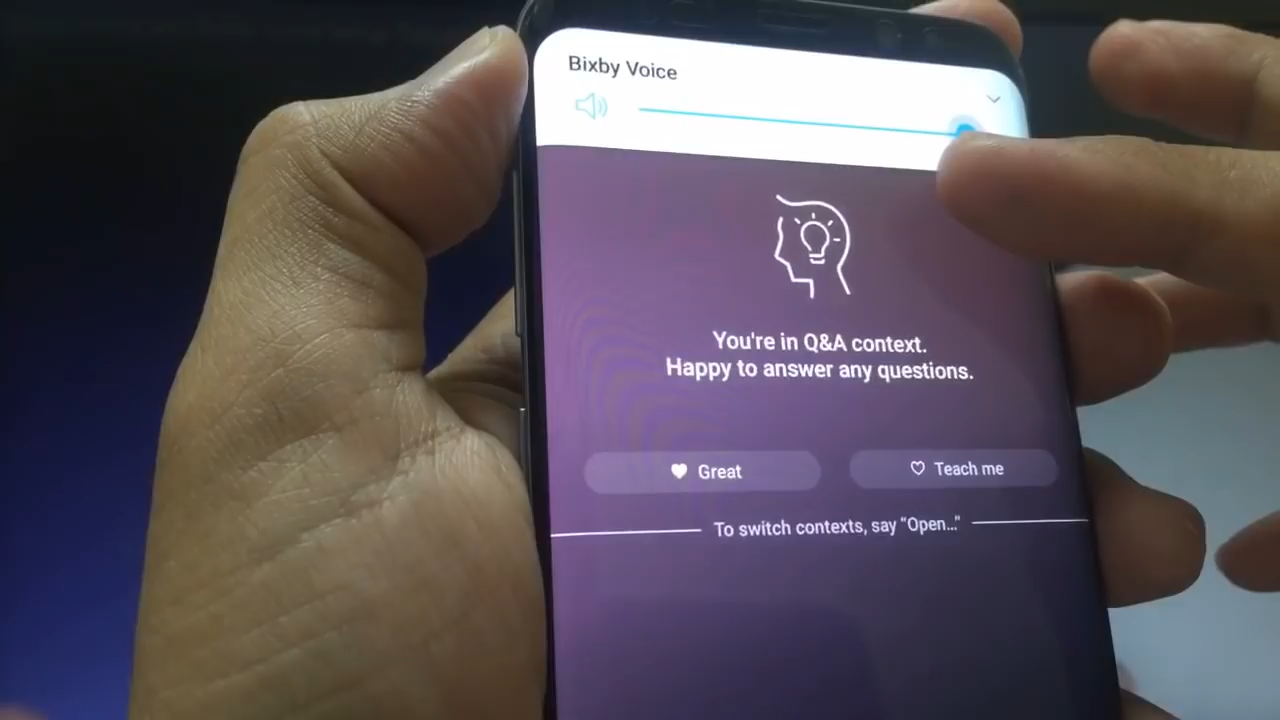 Bixby Voice
You're in Q&A context.
Happy to answer any questions.
Great
Teach me
To switch contexts, say "Open..."